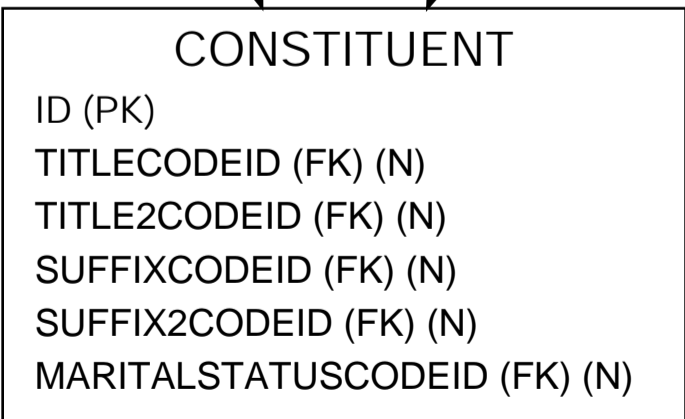 CONSTITUENT
ID (PK)
TITLECODEID (FK) (N)
TITLE2CODEID (FK) (N)
SUFFIXCODEID (FK) (N)
SUFFIX2CODEID (FK) (N)
MARITALSTATUSCODEID (FK) (N)